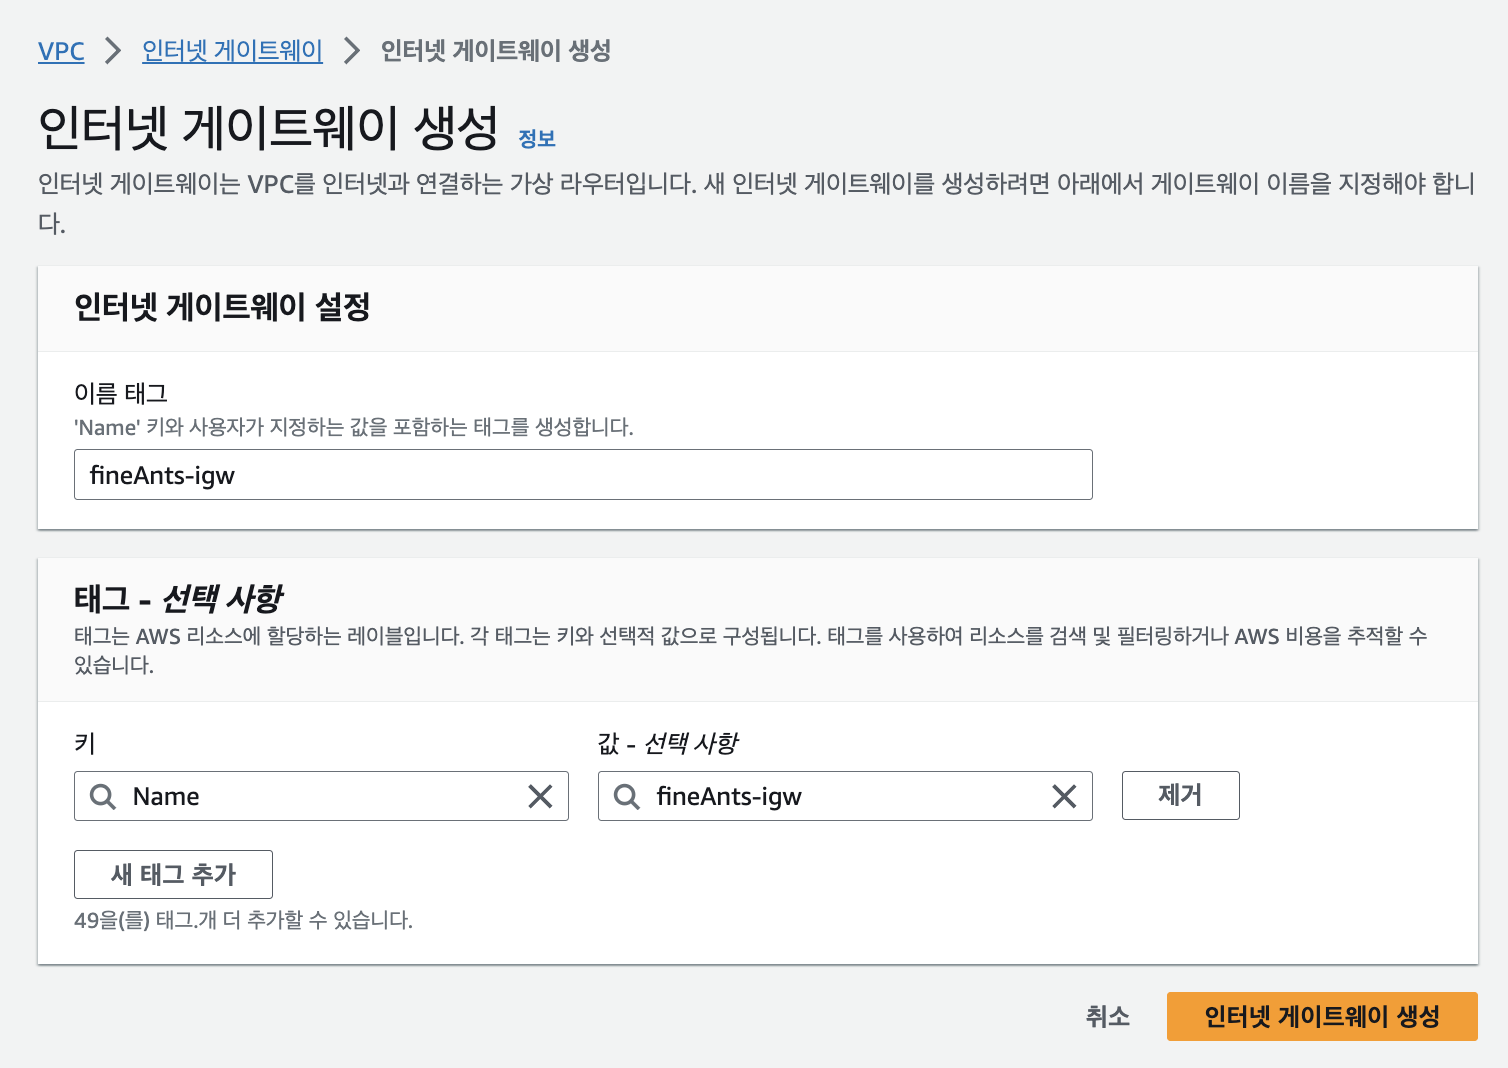 VPC > 인터넷 게이트웨이 > 인터넷 게이트웨이 생성
인터넷 게이트웨이 생성 정보
인터넷 게이트웨이는 VPC를 인터넷과 연결하는 가상 라우터입니다. 새 인터넷 게이트웨이를 생성하려면 아래에서 게이트웨이 이름을 지정해야 합니
다.
인터넷 게이트웨이 설정
이름 태그
'Name' 키와 사용자가 지정하는 값을 포함하는 태그를 생성합니다.
fineAnts-igw
태그 - 선택 사항
태그는 AWS 리소스에 할당하는 레이블입니다. 각 태그는 키와 선택적 값으로 구성됩니다. 태그를 사용하여 리소스를 검색 및 필터링하거나 AWS 비용을 추적할 수
있습니다.
키 값 - 선택 사항
Name fineAnts-igw 제거
새 태그 추가
49을(를) 태그.개 더 추가할 수 있습니다.
취소 인터넷 게이트웨이 생성